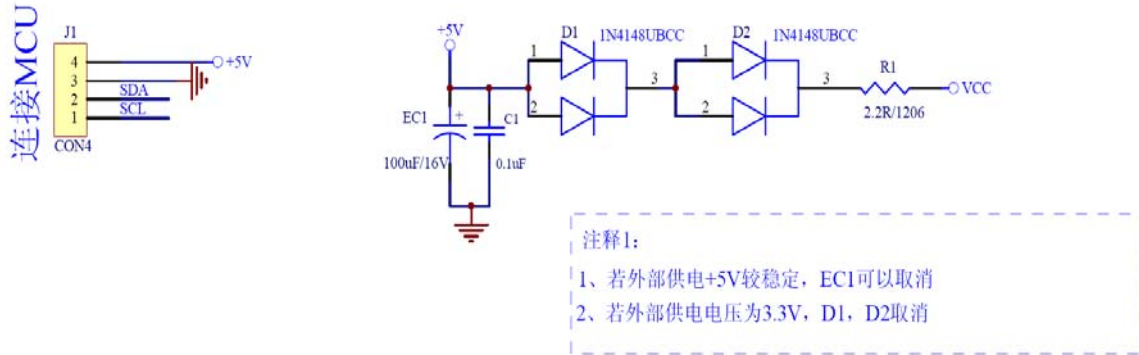 连接MCU
J1
4
3
2
1
+5V
SDA
SCL
CON4
+5V
D1
1N4148UBCC
D2
1N4148UBCC
1
2
3
1
2
3
R1
2.2R/1206
VCC
EC1
+
C1
100uF/16V
0.1uF
注释1:
1、若外部供电+5V较稳定，EC1可以取消
2、若外部供电电压为3.3V，D1，D2取消